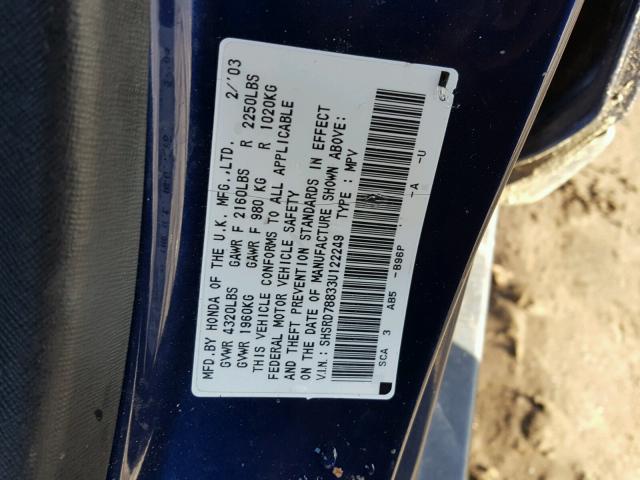 MFD.BY HONDA OF THE U.K. MFG.,LTD. 2/'03
GVWR 4320LBS GAWR F 2160LBS R 2250LBS
GVWR 1960KG GAWR F 980 KG R 1020KG
THIS VEHICLE CONFORMS TO ALL APPLICABLE
FEDERAL MOTOR VEHICLE SAFETY
AND THEFT PREVENTION STANDARDS IN EFFECT
ON THE DATE OF MANUFACTURE SHOWN ABOVE:
V.I.N.: SHSRD78833U122249 TYPE : MPV
SCA 3 AB5 -B96P -A -U